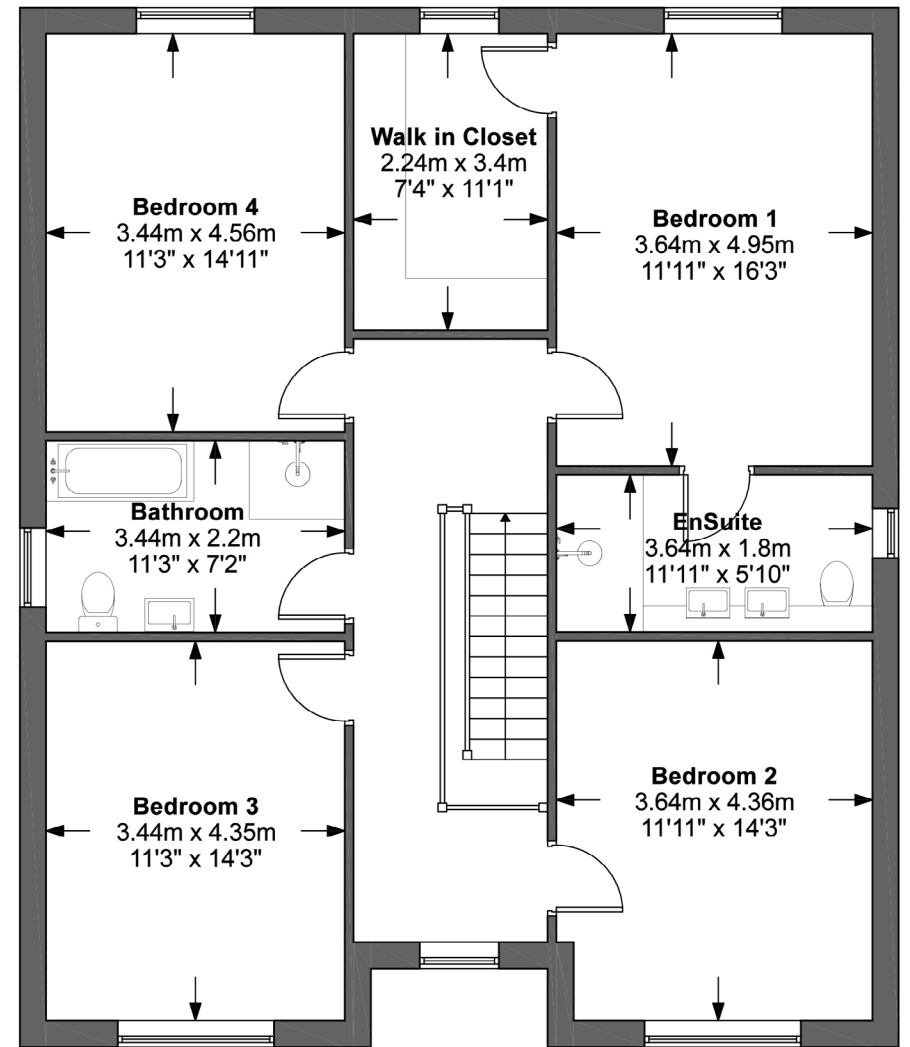 Walk in Closet
2.24m x 3.4m
7'4" x 11'1"
Bedroom 4
3.44m x 4.56m
11'3" x 14'11"
Bedroom 1
3.64m x 4.95m
11'11" x 16'3"
Bathroom
3.44m x 2.2m
11'3" x 7'2"
EnSuite
3.64m x 1.8m
11'11" x 5'10"
Bedroom 3
3.44m x 4.35m
11'3" x 14'3"
Bedroom 2
3.64m x 4.36m
11'11" x 14'3"